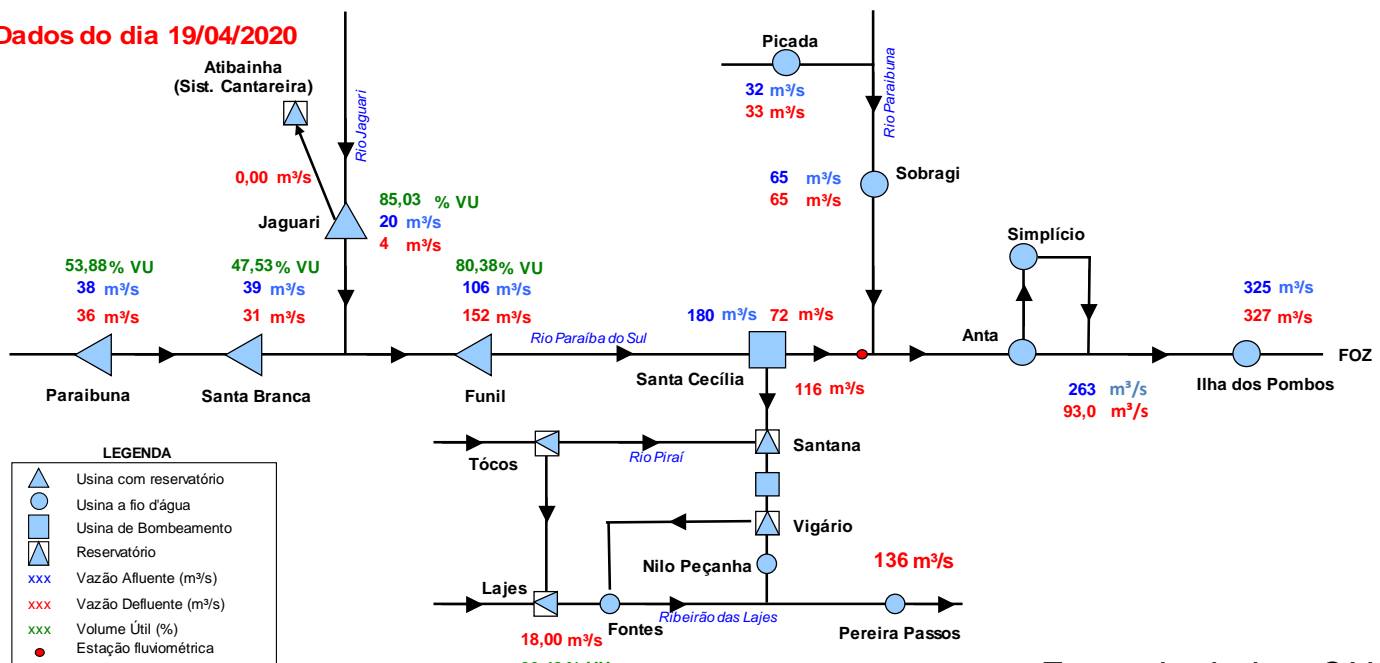 Dados do dia 19/04/2020
Atibainha
(Sist. Cantareira)
Rio Jaguari
0,00 m³/s
Jaguari
85,03 % VU
20 m³/s
4 m³/s
Picada
32 m³/s
33 m³/s
Rio Paraibuna
65 m³/s
65 m³/s
Sobragi
53,88% VU
38 m³/s
36 m³/s
Paraibuna
47,53% VU
39 m³/s
31 m³/s
Santa Branca
80,38% VU
106 m³/s
152 m³/s
Funil
Rio Paraíba do Sul
180 m³/s 72 m³/s
Santa Cecília
116 m³/s
Simplício
Anta
263 m³/s
93,0 m³/s
325 m³/s
327 m³/s
Ilha dos Pombos
FOZ
Tócos
Rio Piraí
Santana
Vigário
Nilo Peçanha
136 m³/s
Lajes
18,00 m³/s
Fontes
Ribeirão das Lajes
Pereira Passos
LEGENDA
Usina com reservatório
Usina a fio d'água
Usina de Bombeamento
Reservatório
xxx Vazão Afluente (m³/s)
xxx Vazão Defluente (m³/s)
xxx Volume Útil (%)
Estação fluviométrica